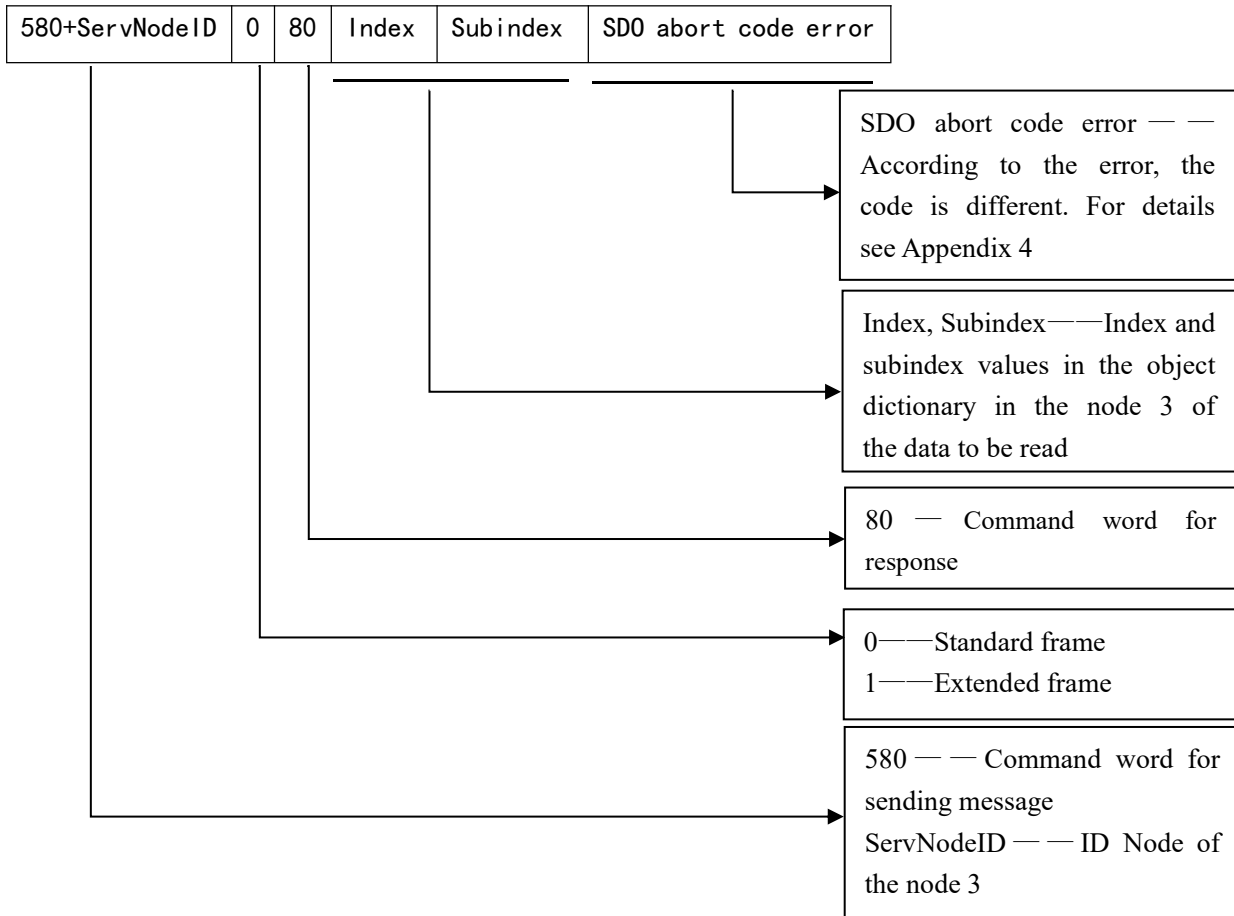 580+ServNodeID 0 80 Index Subindex SDO abort code error
SDO abort code error — —
According to the error, the
code is different. For details
see Appendix 4
Index, Subindex——Index and
subindex values in the object
dictionary in the node 3 of
the data to be read
80 — Command word for
response
0——Standard frame
1——Extended frame
580 — — Command word for
sending message
ServNodeID — — ID Node of
the node 3